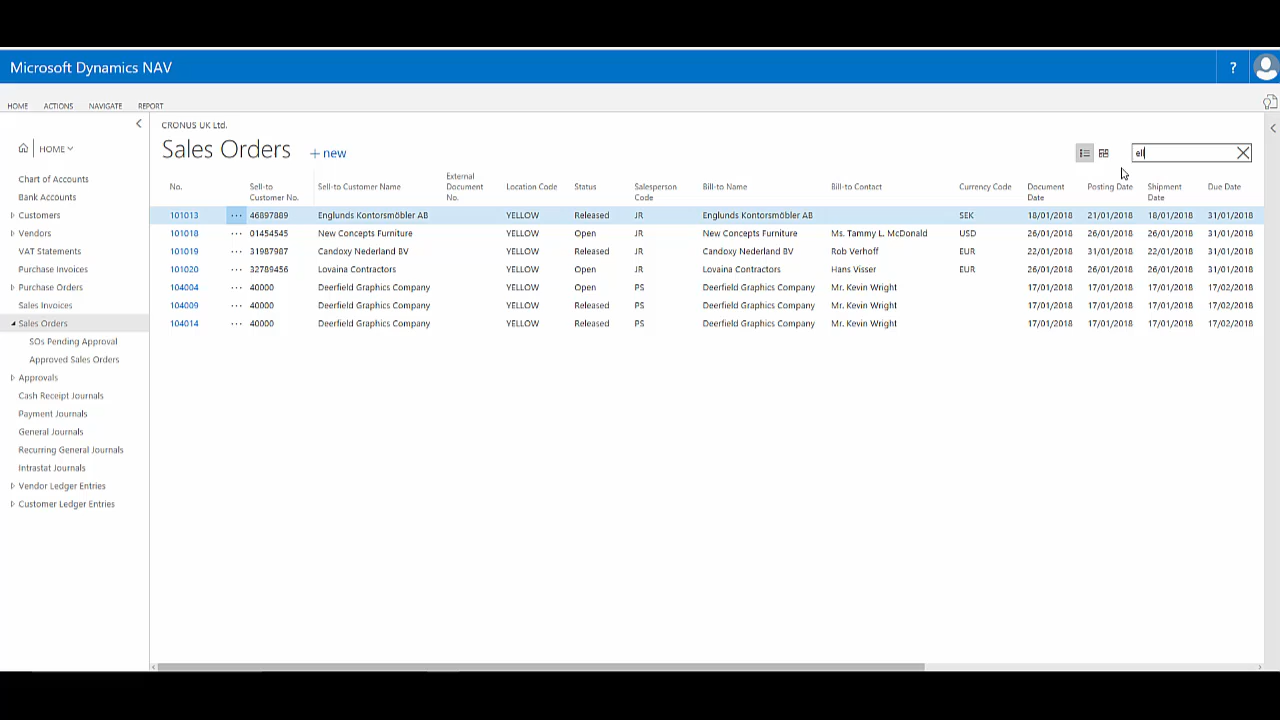 Microsoft Dynamics NAV ?
HOME ACTIONS NAVIGATE REPORT
HOME
Chart of Accounts
Bank Accounts
Customers
Vendors
VAT Statements
Purchase Invoices
Purchase Orders
Sales Invoices
Sales Orders
SOs Pending Approval
Approved Sales Orders
Approvals
Cash Receipt Journals
Payment Journals
General Journals
Recurring General Journals
Intrastat Journals
Vendor Ledger Entries
Customer Ledger Entries
CRONUS UK Ltd.
Sales Orders + new ell
No. Sell-to Customer No. Sell-to Customer Name External Document No. Location Code Status Salesperson Code Bill-to Name Bill-to Contact Currency Code Document Date Posting Date Shipment Date Due Date
101013 ... 46897889 Englunds Kontorsmöbler AB YELLOW Released JR Englunds Kontorsmöbler AB SEK 18/01/2018 21/01/2018 18/01/2018 31/01/2018
101018 ... 01454545 New Concepts Furniture YELLOW Open JR New Concepts Furniture Ms. Tammy L. McDonald USD 26/01/2018 26/01/2018 26/01/2018 31/01/2018
101019 ... 31987987 Candoxy Nederland BV YELLOW Released JR Candoxy Nederland BV Rob Verhoff EUR 22/01/2018 31/01/2018 22/01/2018 31/01/2018
101020 ... 32789456 Lovaina Contractors YELLOW Open JR Lovaina Contractors Hans Visser EUR 26/01/2018 26/01/2018 26/01/2018 31/01/2018
104004 ... 40000 Deerfield Graphics Company YELLOW Open PS Deerfield Graphics Company Mr. Kevin Wright 17/01/2018 17/01/2018 17/01/2018 17/02/2018
104009 ... 40000 Deerfield Graphics Company YELLOW Released PS Deerfield Graphics Company Mr. Kevin Wright 17/01/2018 17/01/2018 17/01/2018 17/02/2018
104014 ... 40000 Deerfield Graphics Company YELLOW Released PS Deerfield Graphics Company Mr. Kevin Wright 17/01/2018 17/01/2018 17/01/2018 17/02/2018